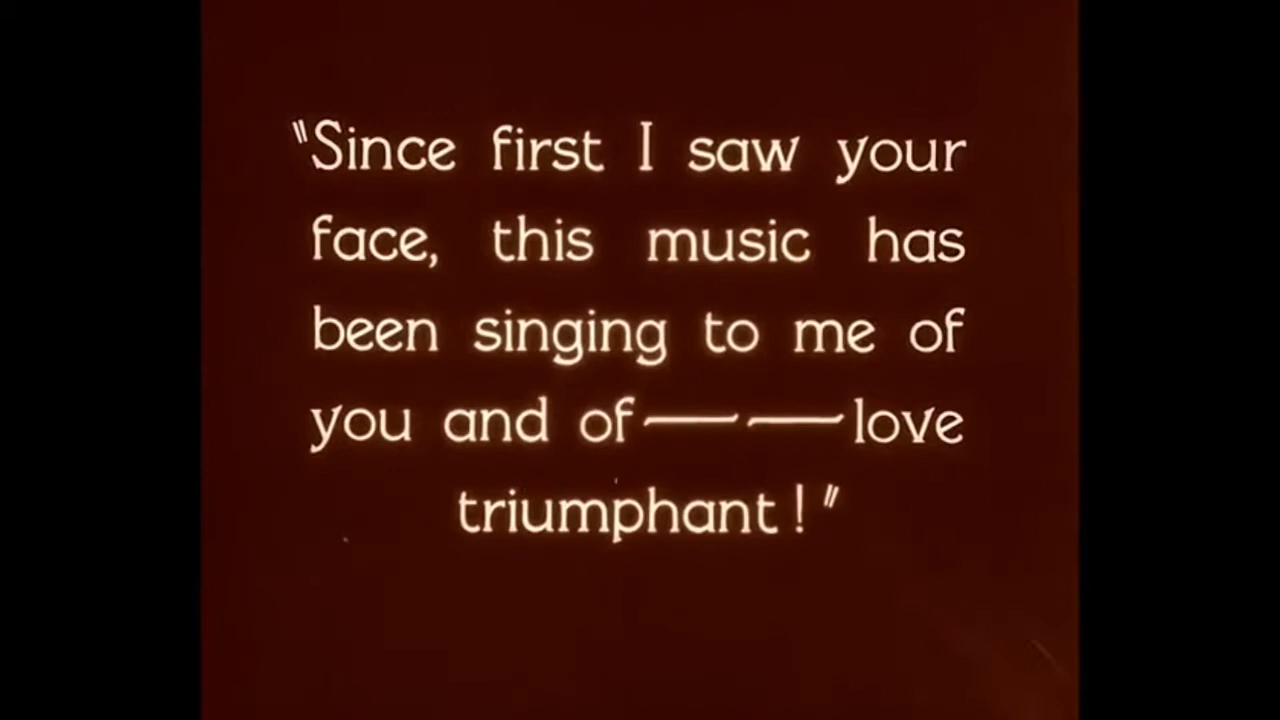 "Since first I saw your
face, this music has
been singing to me of
you and of — — love
triumphant!"